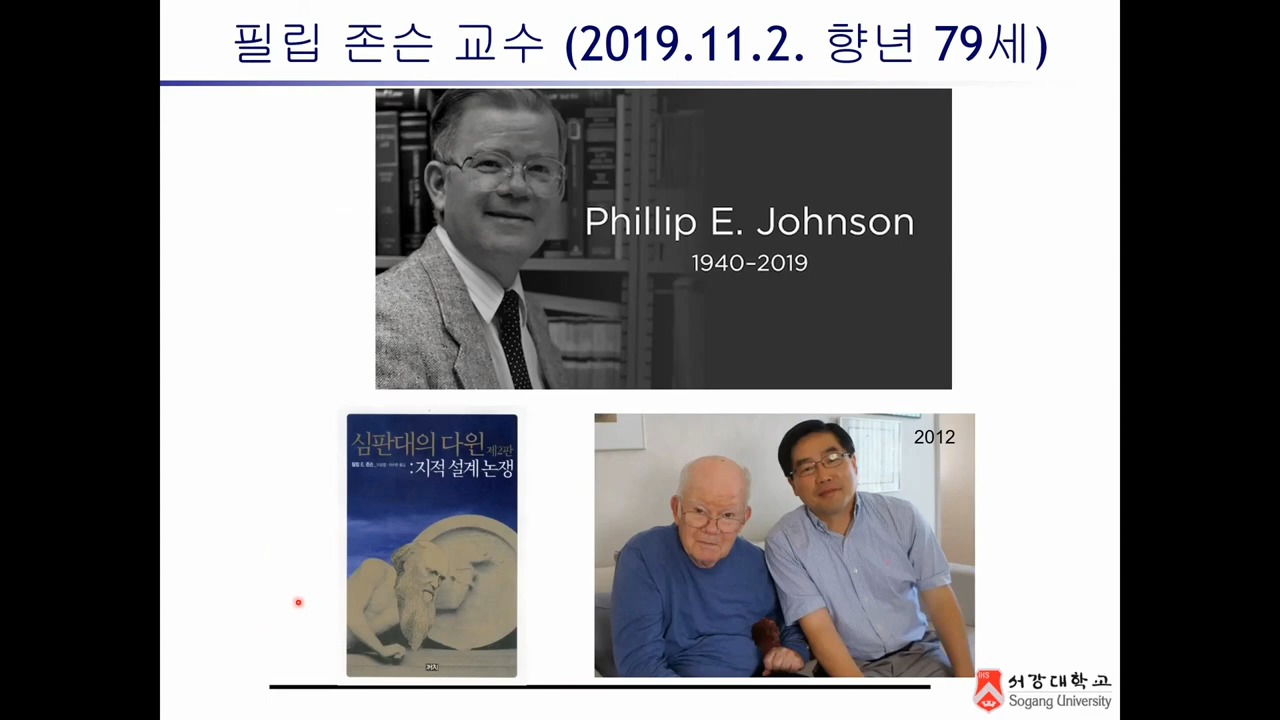 필립 존슨 교수 (2019.11.2. 향년 79세)
Phillip E. Johnson
1940–2019
심판대의 다윈 제2판
: 지적 설계 논쟁
2012
서강대학교
Sogang University